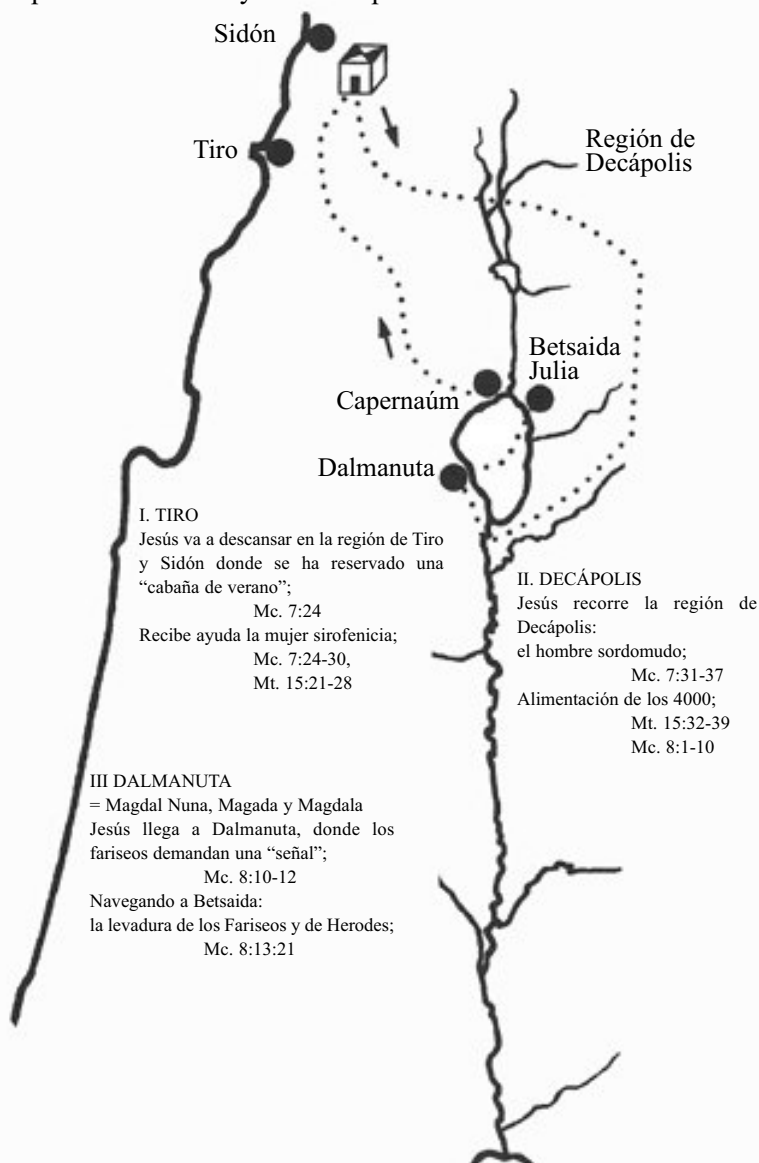 Sidón
Tiro
Región de
Decápolis
Betsaida
Julia
Capernaúm
Dalmanuta
I. TIRO
Jesús va a descansar en la región de Tiro
y Sidón donde se ha reservado una
“cabaña de verano”;
Mc. 7:24
Recibe ayuda la mujer sirofenicia;
Mc. 7:24-30,
Mt. 15:21-28
II. DECÁPOLIS
Jesús recorre la región de
Decápolis:
el hombre sordomudo;
Mc. 7:31-37
Alimentación de los 4000;
Mt. 15:32-39
Mc. 8:1-10
III DALMANUTA
= Magdal Nuna, Magada y Magdala
Jesús llega a Dalmanuta, donde los
fariseos demandan una “señal”;
Mc. 8:10-12
Navegando a Betsaida:
la levadura de los Fariseos y de Herodes;
Mc. 8:13:21